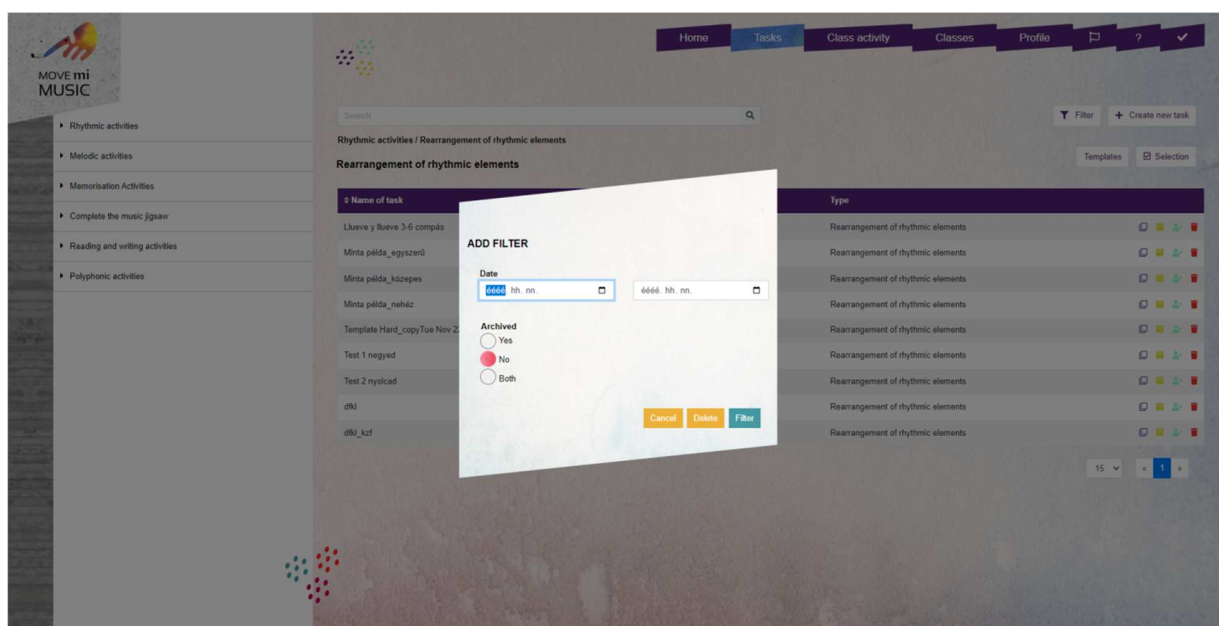 MOVE mi
MUSIC
Home Tasks Class activity Classes Profile ?
Search
Filter + Create new task
Rhythmic activities
Melodic activities
Memorisation Activities
Complete the music jigsaw
Reading and writing activities
Polyphonic activities
Rhythmic activities / Rearrangement of rhythmic elements
Rearrangement of rhythmic elements
Templates Selection
Name of task Type
Llueve y llueve 3-6 compás Rearrangement of rhythmic elements
Minta példa_egyszerű Rearrangement of rhythmic elements
Minta példa_közepes Rearrangement of rhythmic elements
Minta példa_nehéz Rearrangement of rhythmic elements
Template Hard_copyTue Nov 2 Rearrangement of rhythmic elements
Test 1 negyed Rearrangement of rhythmic elements
Test 2 nyolcad Rearrangement of rhythmic elements
dfkl Rearrangement of rhythmic elements
dfkl_kzf Rearrangement of rhythmic elements
15 « 1 »
ADD FILTER
Date
éééé. hh. nn. éééé. hh. nn.
Archived
Yes
No
Both
Cancel Delete Filter